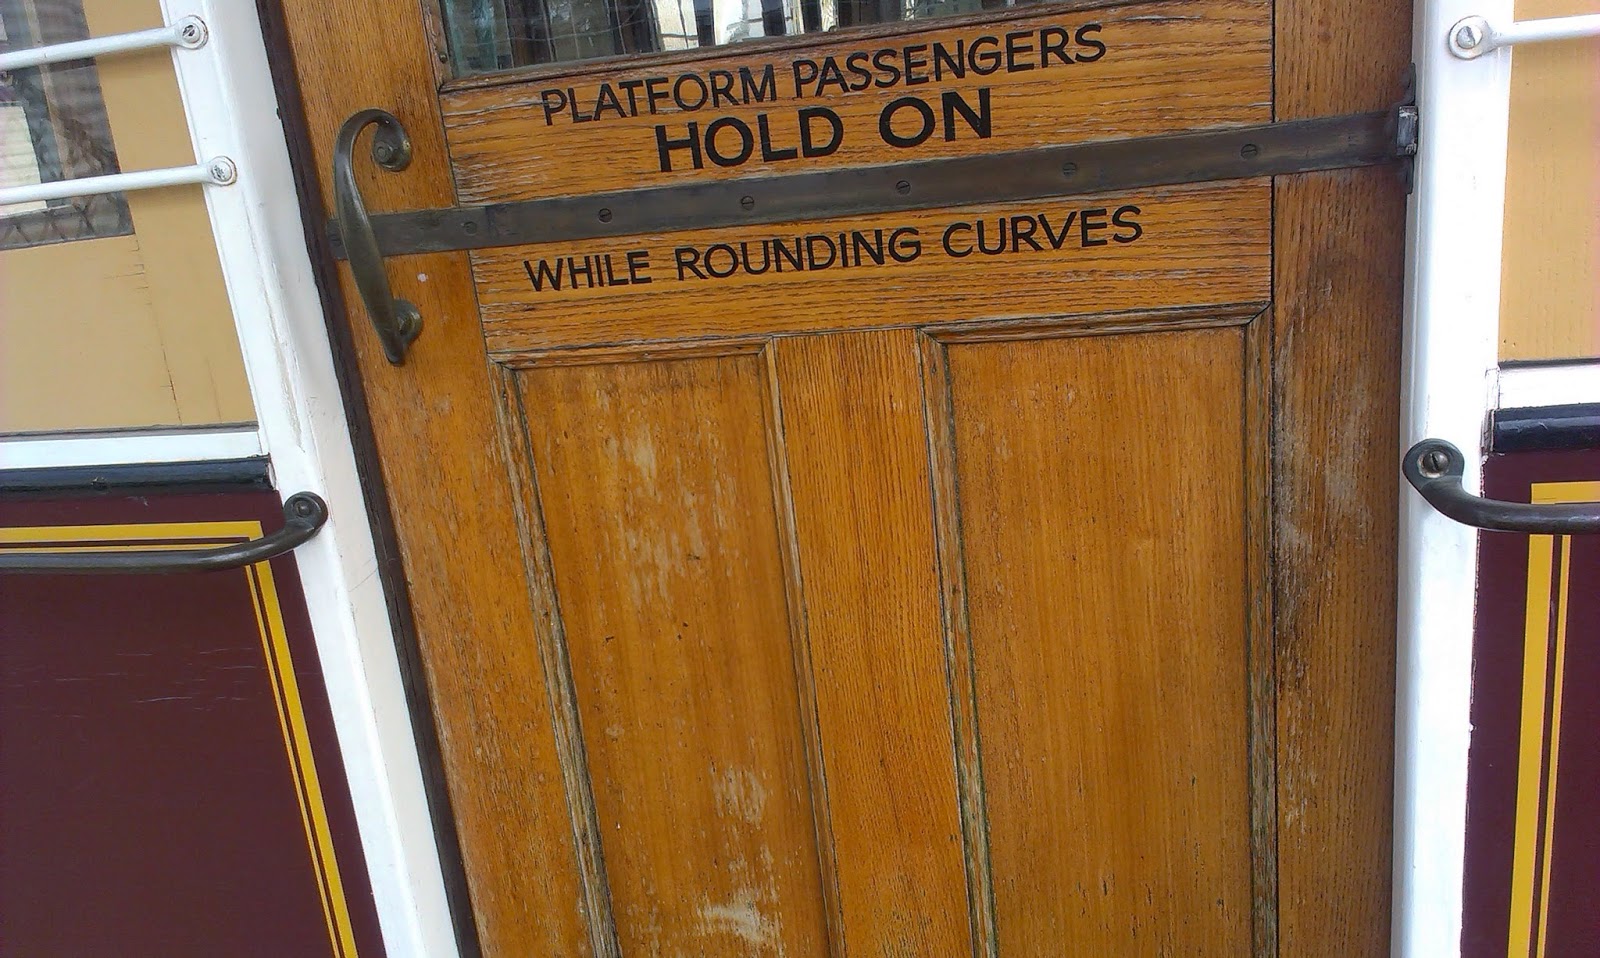 PLATFORM PASSENGERS
HOLD ON
WHILE ROUNDING CURVES